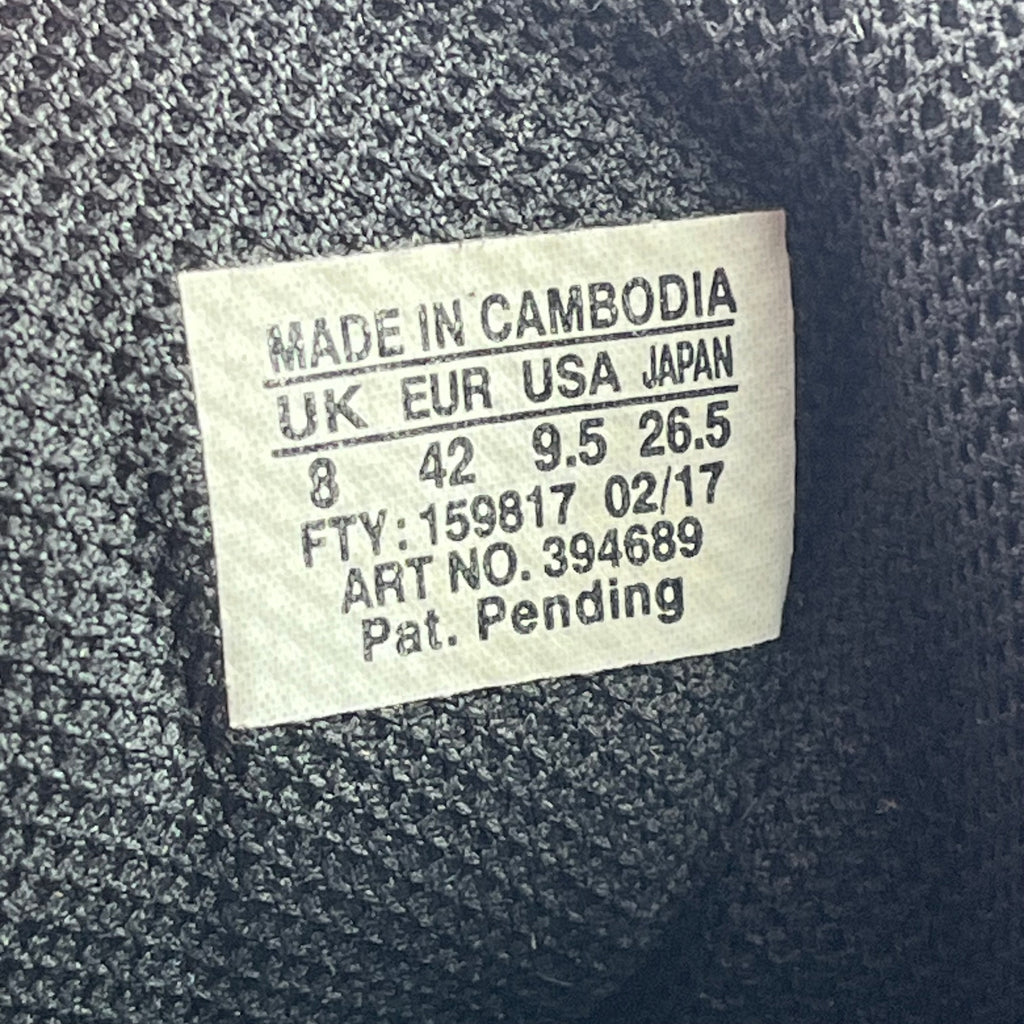 MADE IN CAMBODIA
UK EUR USA JAPAN
8 42 9.5 26.5
FTY: 159817 02/17
ART NO. 394689
Pat. Pending